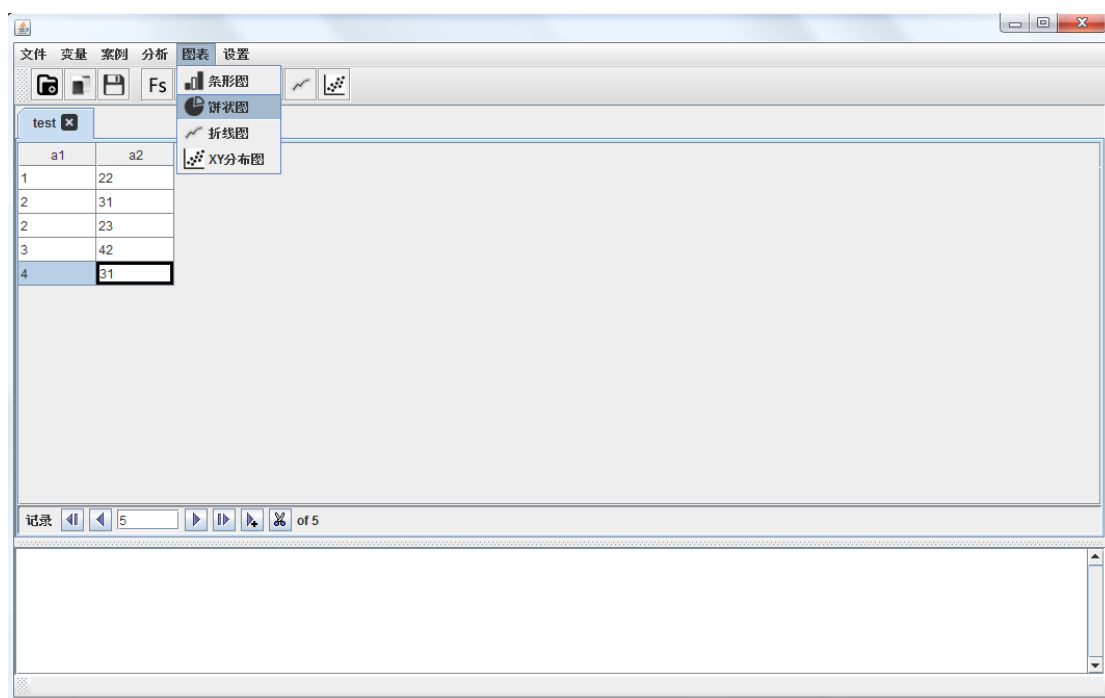 文件 变量 案例 分析 图表 设置
Fs
条形图
饼状图
折线图
XY分布图
test
a1 a2
1 22
2 31
2 23
3 42
4 31
记录 5 of 5